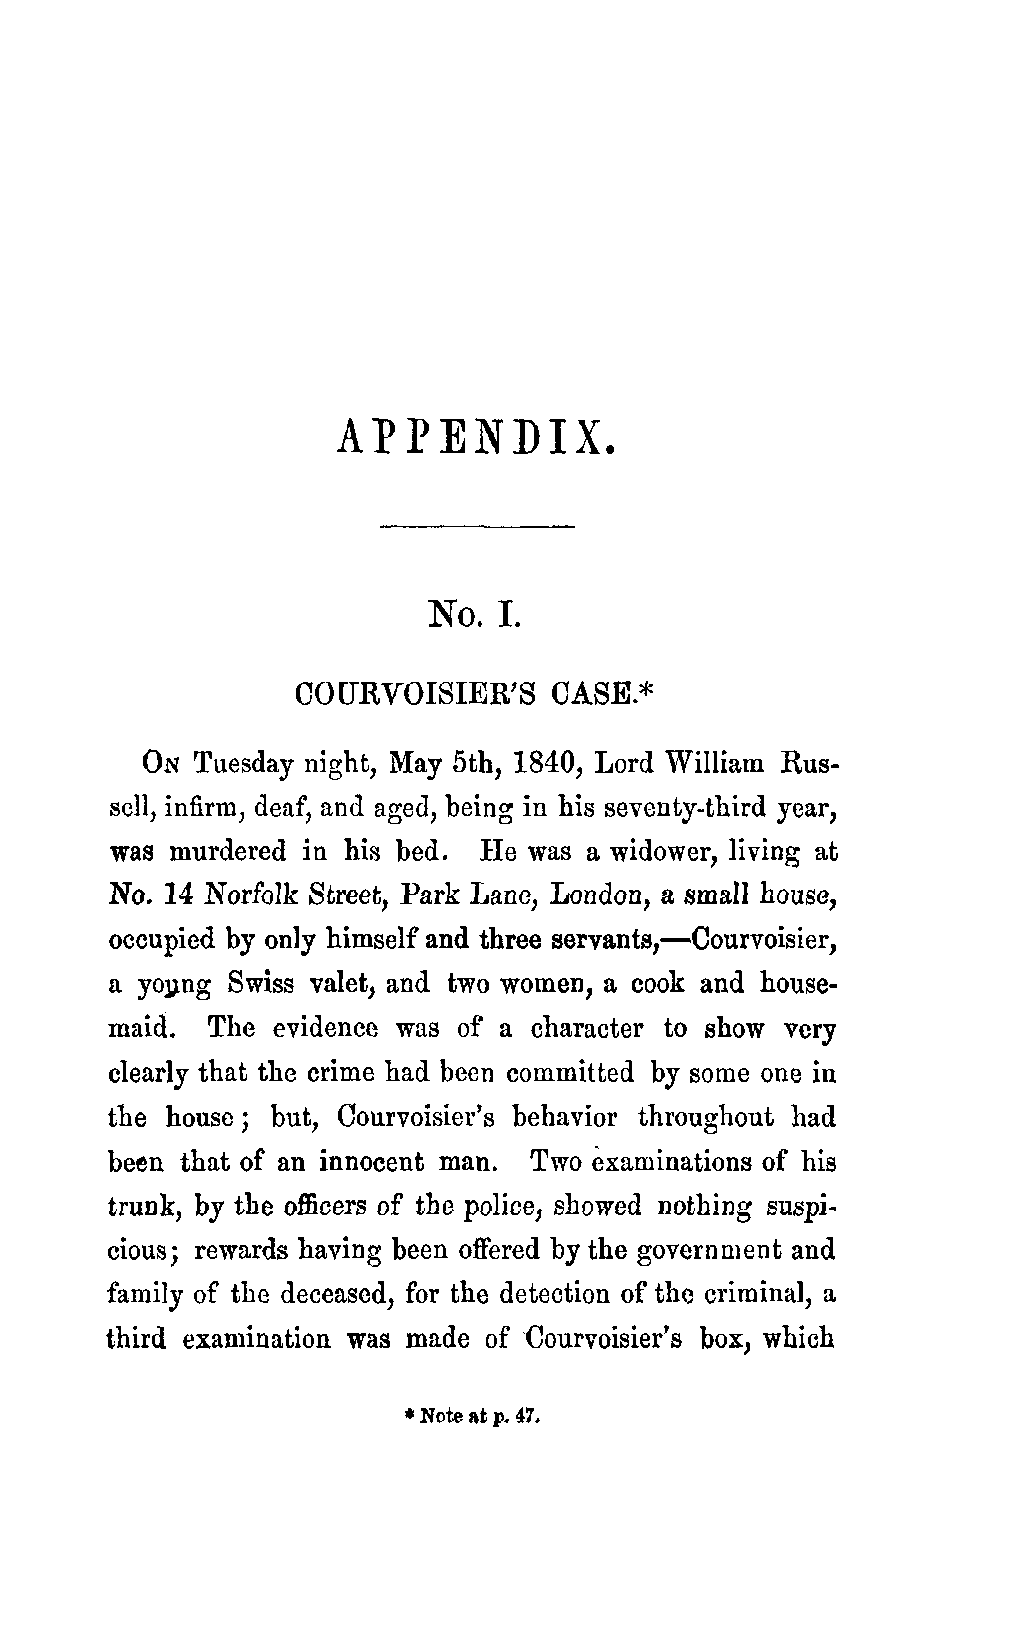 APPENDIX.
No. I.
COURVOISIER'S CASE.*
ON Tuesday night, May 5th, 1840, Lord William Rus-
sell, infirm, deaf, and aged, being in his seventy-third year,
was murdered in his bed. He was a widower, living at
No. 14 Norfolk Street, Park Lane, London, a small house,
occupied by only himself and three servants,—Courvoisier,
a young Swiss valet, and two women, a cook and house-
maid. The evidence was of a character to show very
clearly that the crime had been committed by some one in
the house; but, Courvoisier's behavior throughout had
been that of an innocent man. Two examinations of his
trunk, by the officers of the police, showed nothing suspi-
cious; rewards having been offered by the government and
family of the deceased, for the detection of the criminal, a
third examination was made of Courvoisier's box, which
* Note at p. 47.